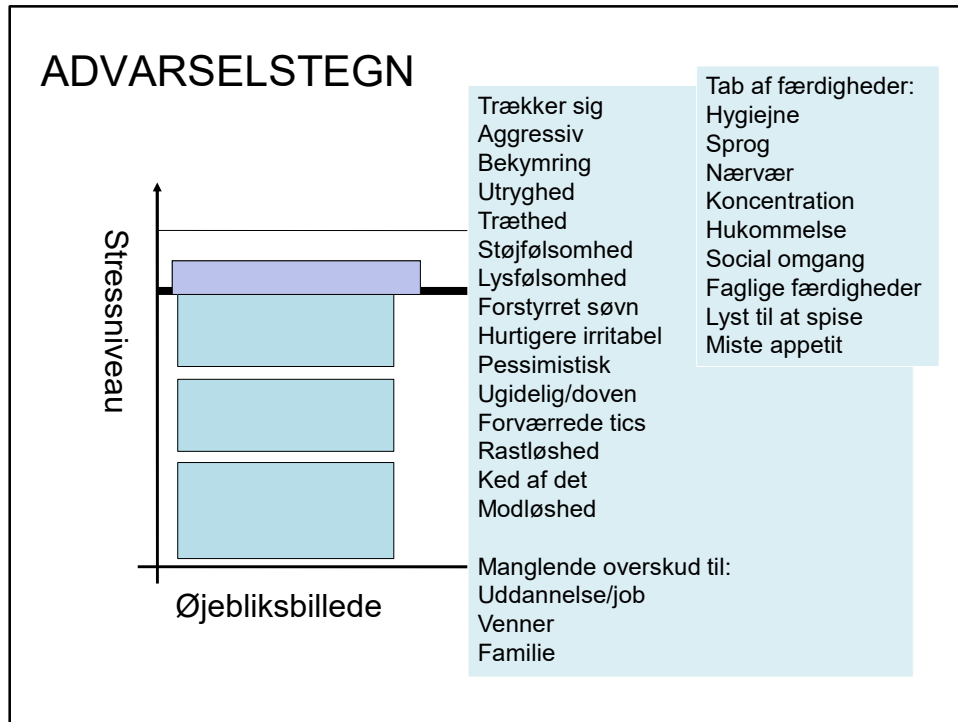 ADVARSELSTEGN
Stressniveau
Øjebliksbillede
Trækker sig
Aggressiv
Bekymring
Utryghed
Træthed
Støjfølsomhed
Lysfølsomhed
Forstyrret søvn
Hurtigere irritabel
Pessimistisk
Ugidelig/doven
Forværrede tics
Rastløshed
Ked af det
Modløshed
Manglende overskud til:
Uddannelse/job
Venner
Familie
Tab af færdigheder:
Hygiejne
Sprog
Nærvær
Koncentration
Hukommelse
Social omgang
Faglige færdigheder
Lyst til at spise
Miste appetit